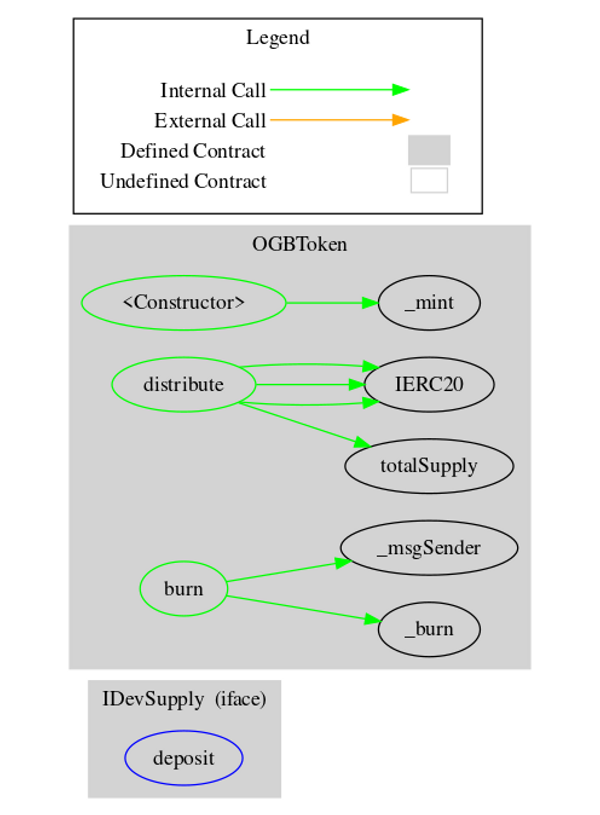 Legend
Internal Call
External Call
Defined Contract
Undefined Contract
OGBToken
<Constructor>
_mint
distribute
IERC20
totalSupply
_msgSender
burn
_burn
IDevSupply (iface)
deposit